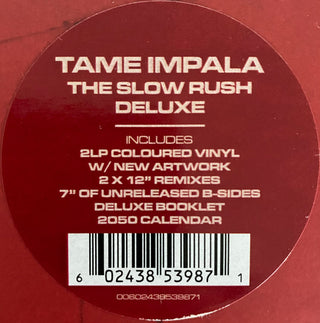 TAME IMPALA
THE SLOW RUSH
DELUXE
INCLUDES
2LP COLOURED VINYL
W/ NEW ARTWORK
2 X 12” REMIXES
7” OF UNRELEASED B-SIDES
DELUXE BOOKLET
2050 CALENDAR
6 02438 53987 1
00602438539871